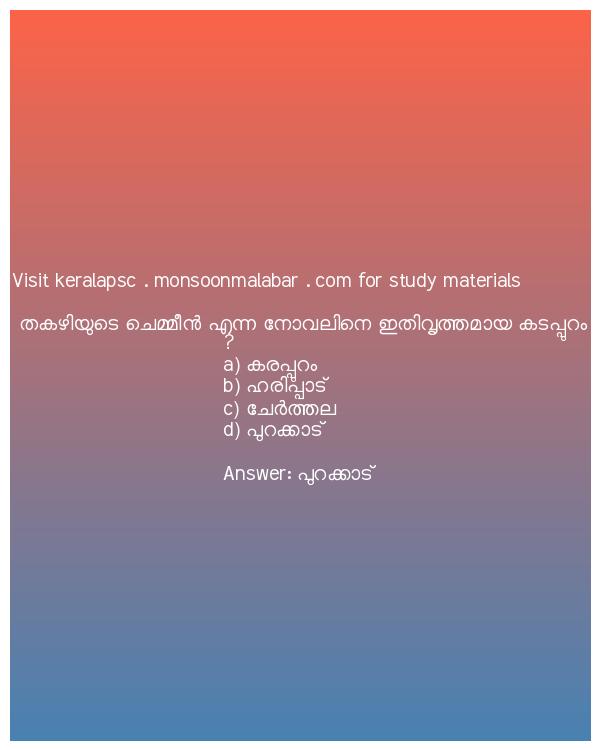 Visit keralapsc . monsoonmalabar . com for study materials
തകഴിയുടെ ചെമ്മീൻ എന്ന നോവലിനെ ഇതിവൃത്തമായ കടപ്പുറം
?
a) കരപ്പുറം
b) ഹരിപ്പാട്
c) ചേർത്തല
d) പുറക്കാട്
Answer: പുറക്കാട്